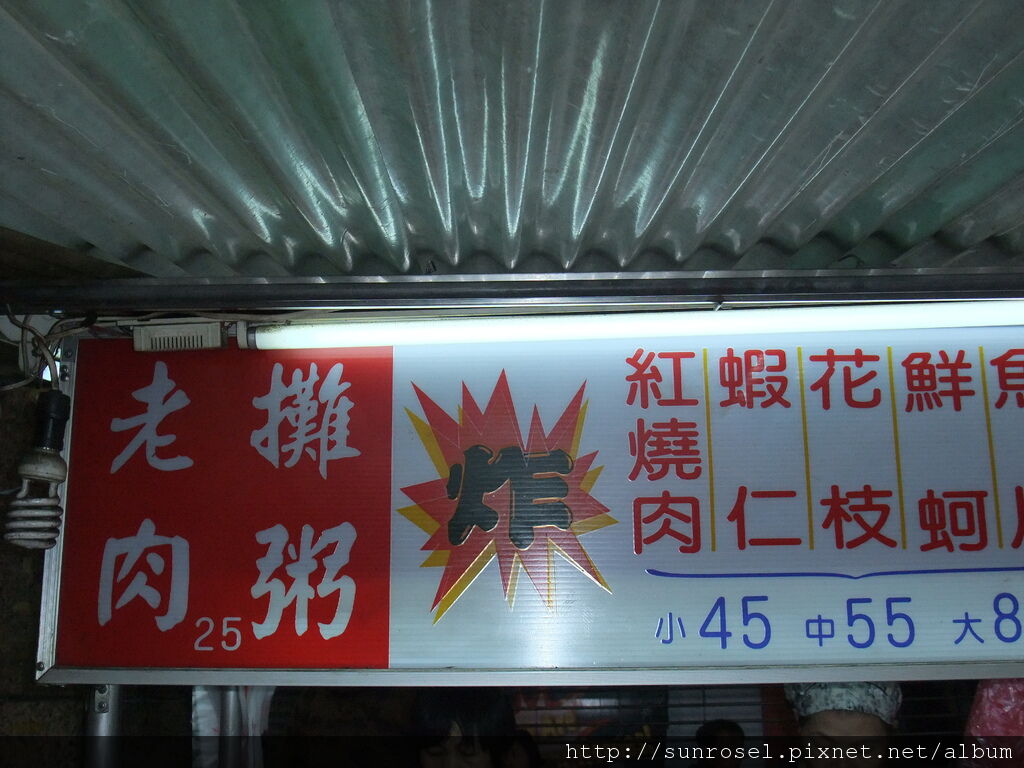 老攤
肉粥
25
炸
紅燒肉
蝦仁
花枝
鮮蚵
魚
小45 中55 大8
http://sunrosel.pixnet.net/album